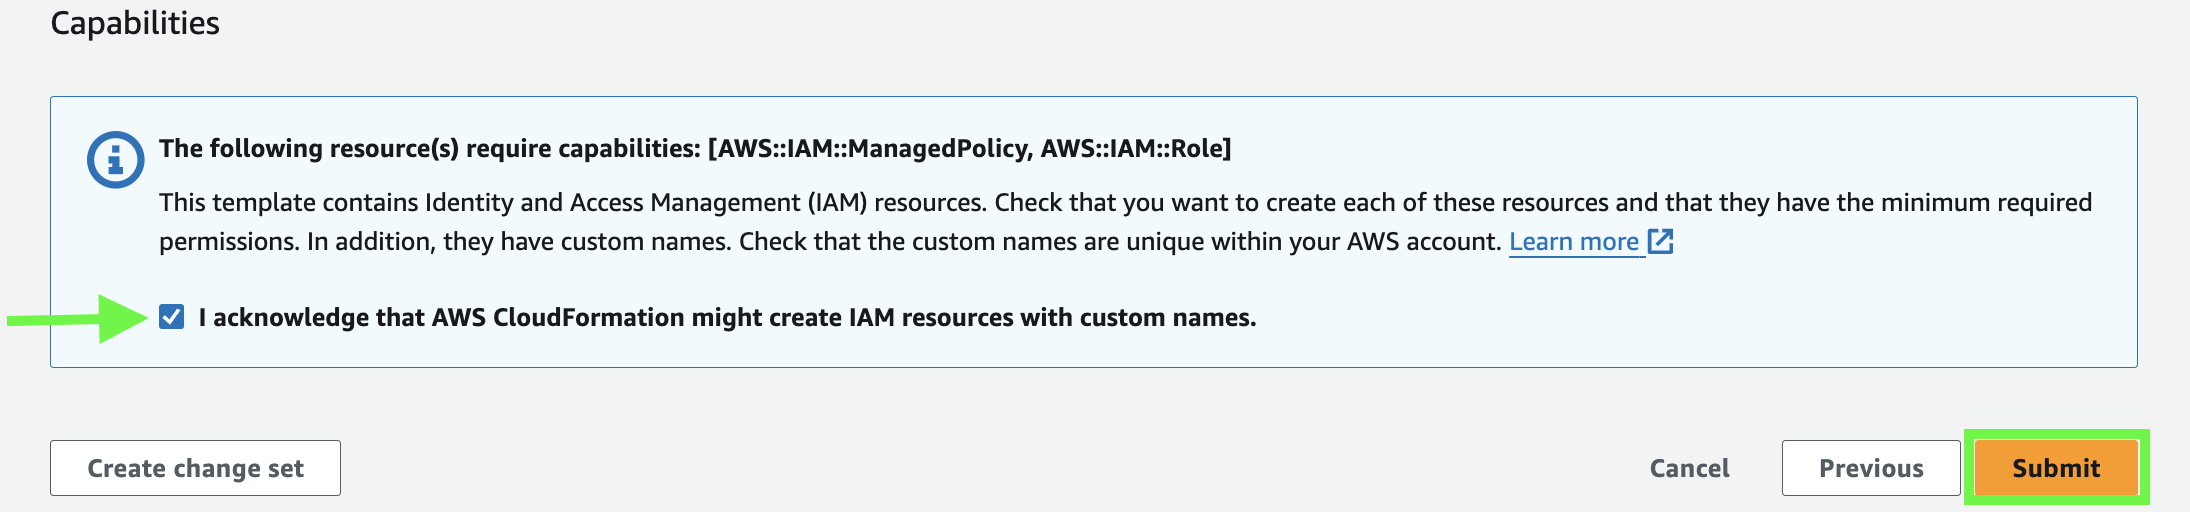 Capabilities
The following resource(s) require capabilities: [AWS::IAM::ManagedPolicy, AWS::IAM::Role]
This template contains Identity and Access Management (IAM) resources. Check that you want to create each of these resources and that they have the minimum required
permissions. In addition, they have custom names. Check that the custom names are unique within your AWS account. Learn more
I acknowledge that AWS CloudFormation might create IAM resources with custom names.
Create change set
Cancel
Previous
Submit